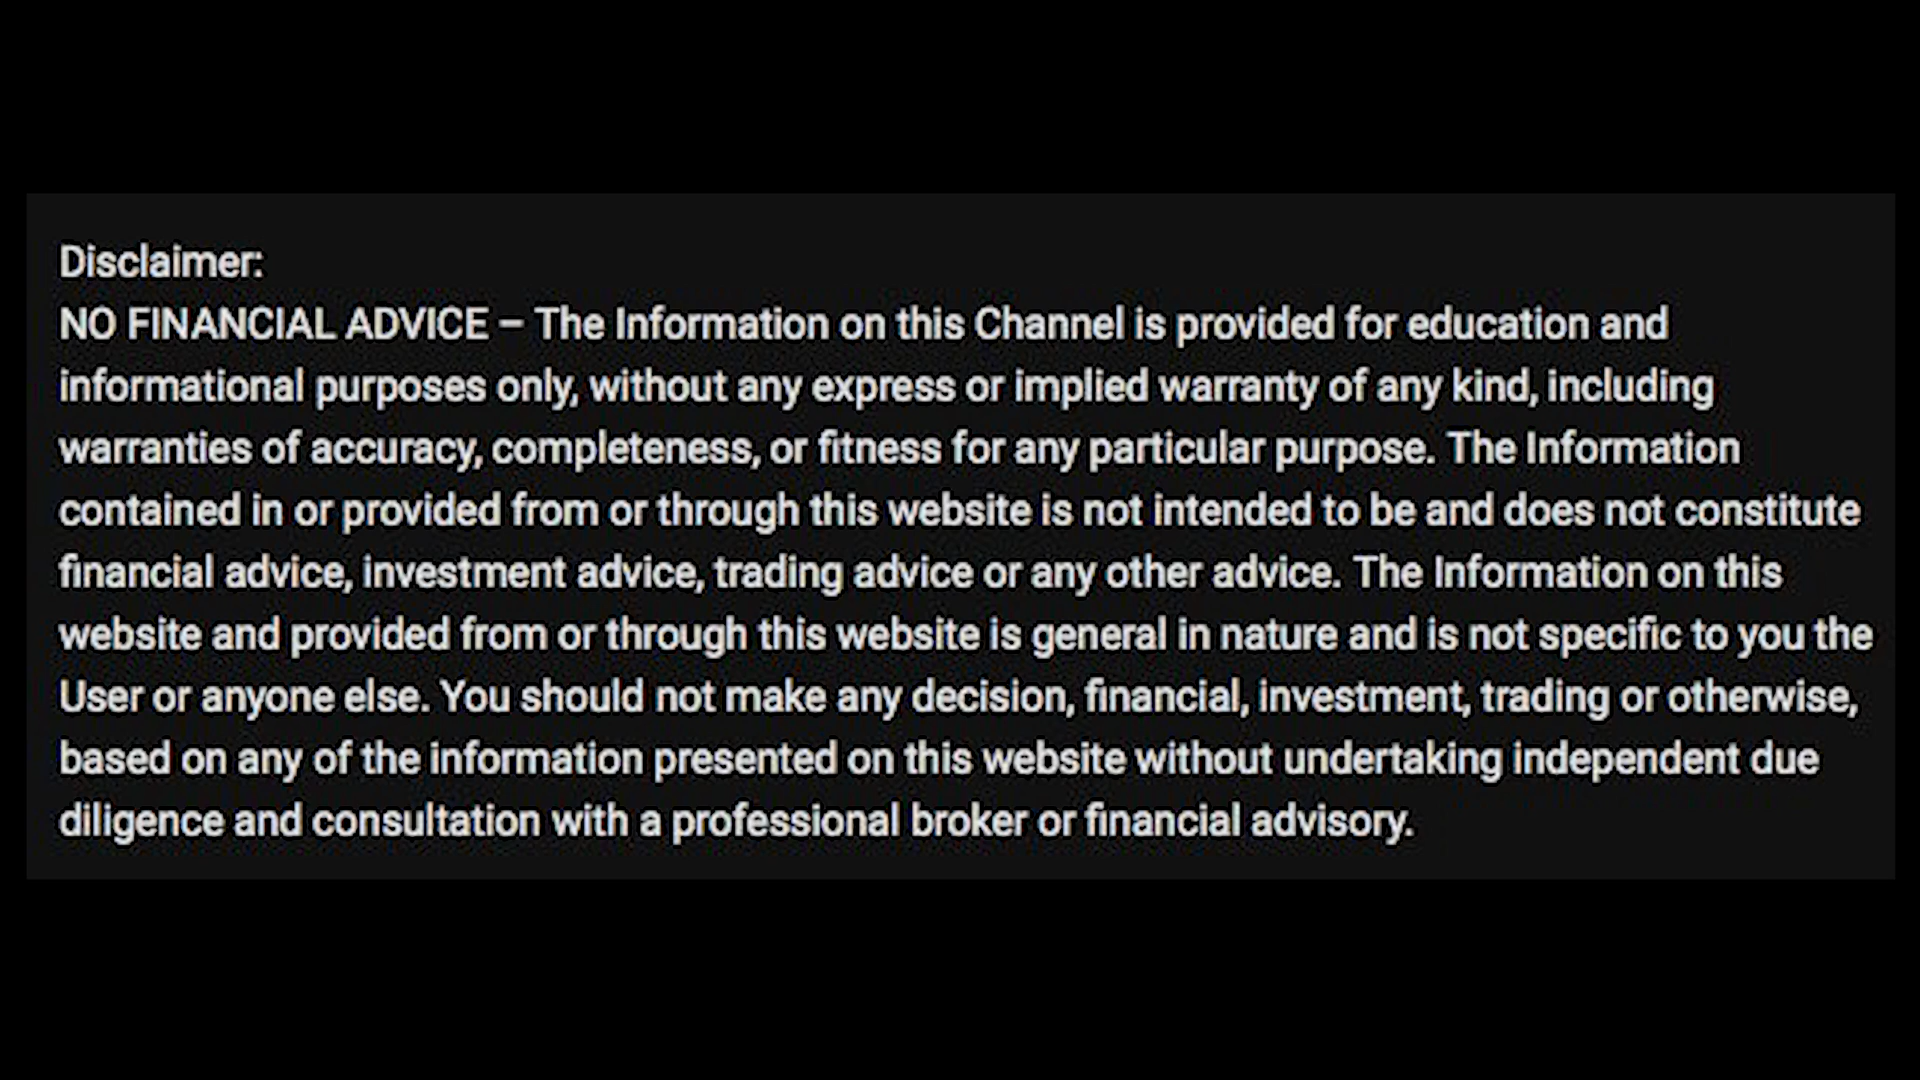 Disclaimer:
NO FINANCIAL ADVICE – The Information on this Channel is provided for education and
informational purposes only, without any express or implied warranty of any kind, including
warranties of accuracy, completeness, or fitness for any particular purpose. The Information
contained in or provided from or through this website is not intended to be and does not constitute
financial advice, investment advice, trading advice or any other advice. The Information on this
website and provided from or through this website is general in nature and is not specific to you the
User or anyone else. You should not make any decision, financial, investment, trading or otherwise,
based on any of the information presented on this website without undertaking independent due
diligence and consultation with a professional broker or financial advisory.